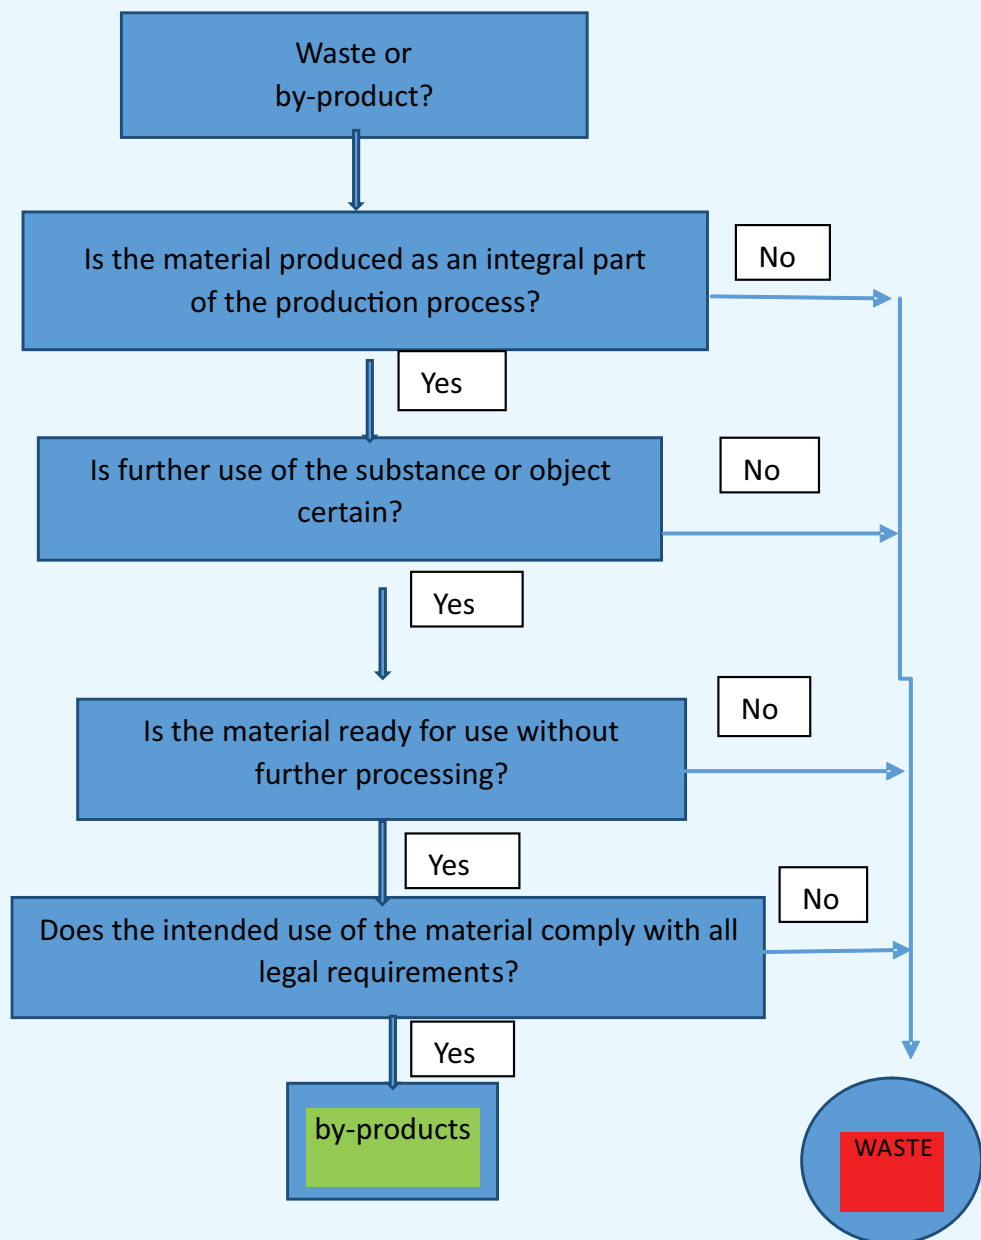 Waste or
by-product?
Is the material produced as an integral part
of the production process?
No
Yes
Is further use of the substance or object
certain?
No
Yes
Is the material ready for use without
further processing?
No
Yes
Does the intended use of the material comply with all
legal requirements?
No
Yes
by-products
WASTE